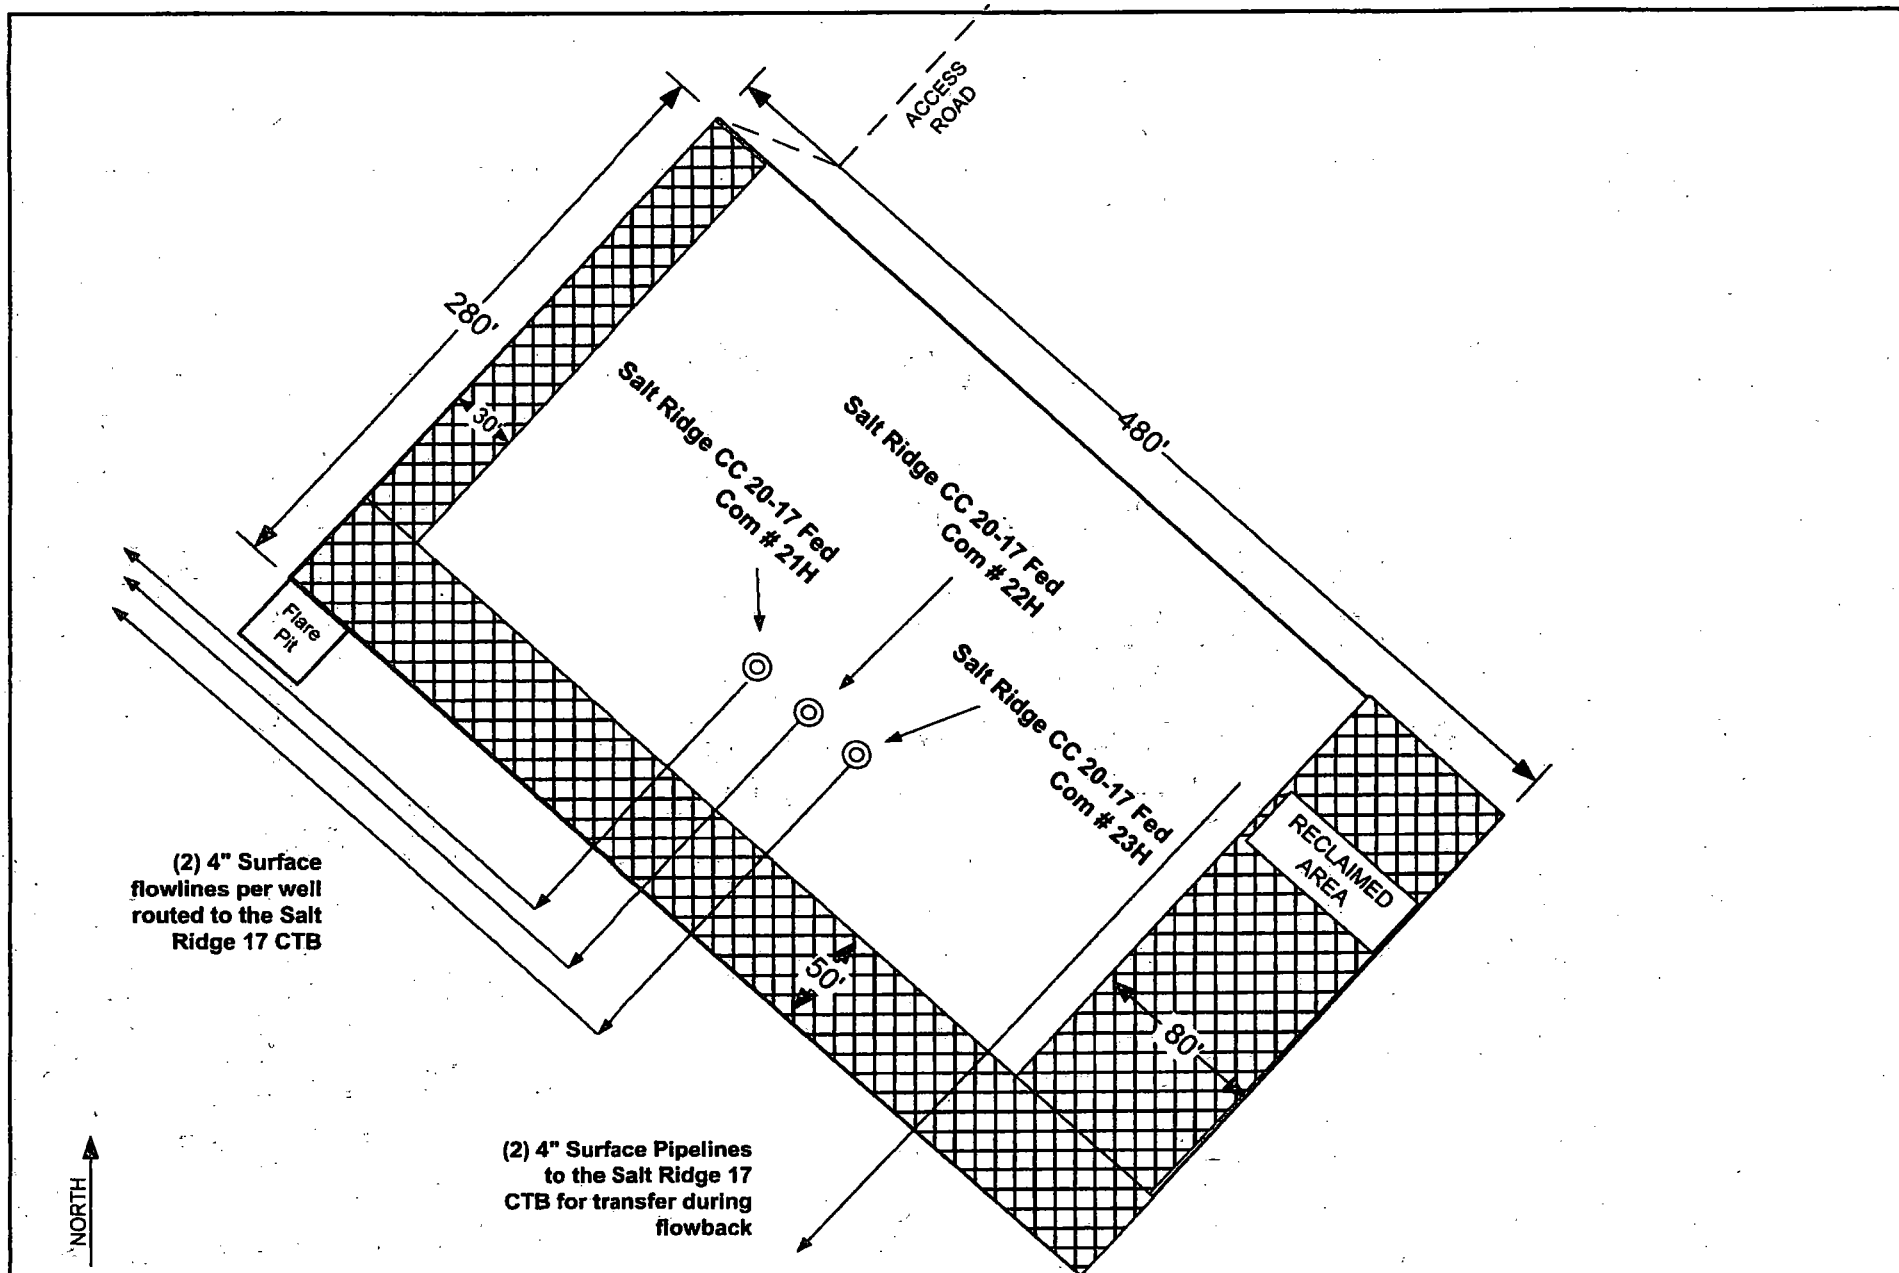 ACCESS
ROAD
280'
480'
30'
Salt Ridge CC 20-17 Fed
Com # 21H
Salt Ridge CC 20-17 Fed
Com # 22H
Salt Ridge CC 20-17 Fed
Com # 23H
Flare
Pit
RECLAIMED
AREA
(2) 4" Surface
flowlines per well
routed to the Salt
Ridge 17 CTB
50'
80'
(2) 4" Surface Pipelines
to the Salt Ridge 17
CTB for transfer during
flowback
NORTH